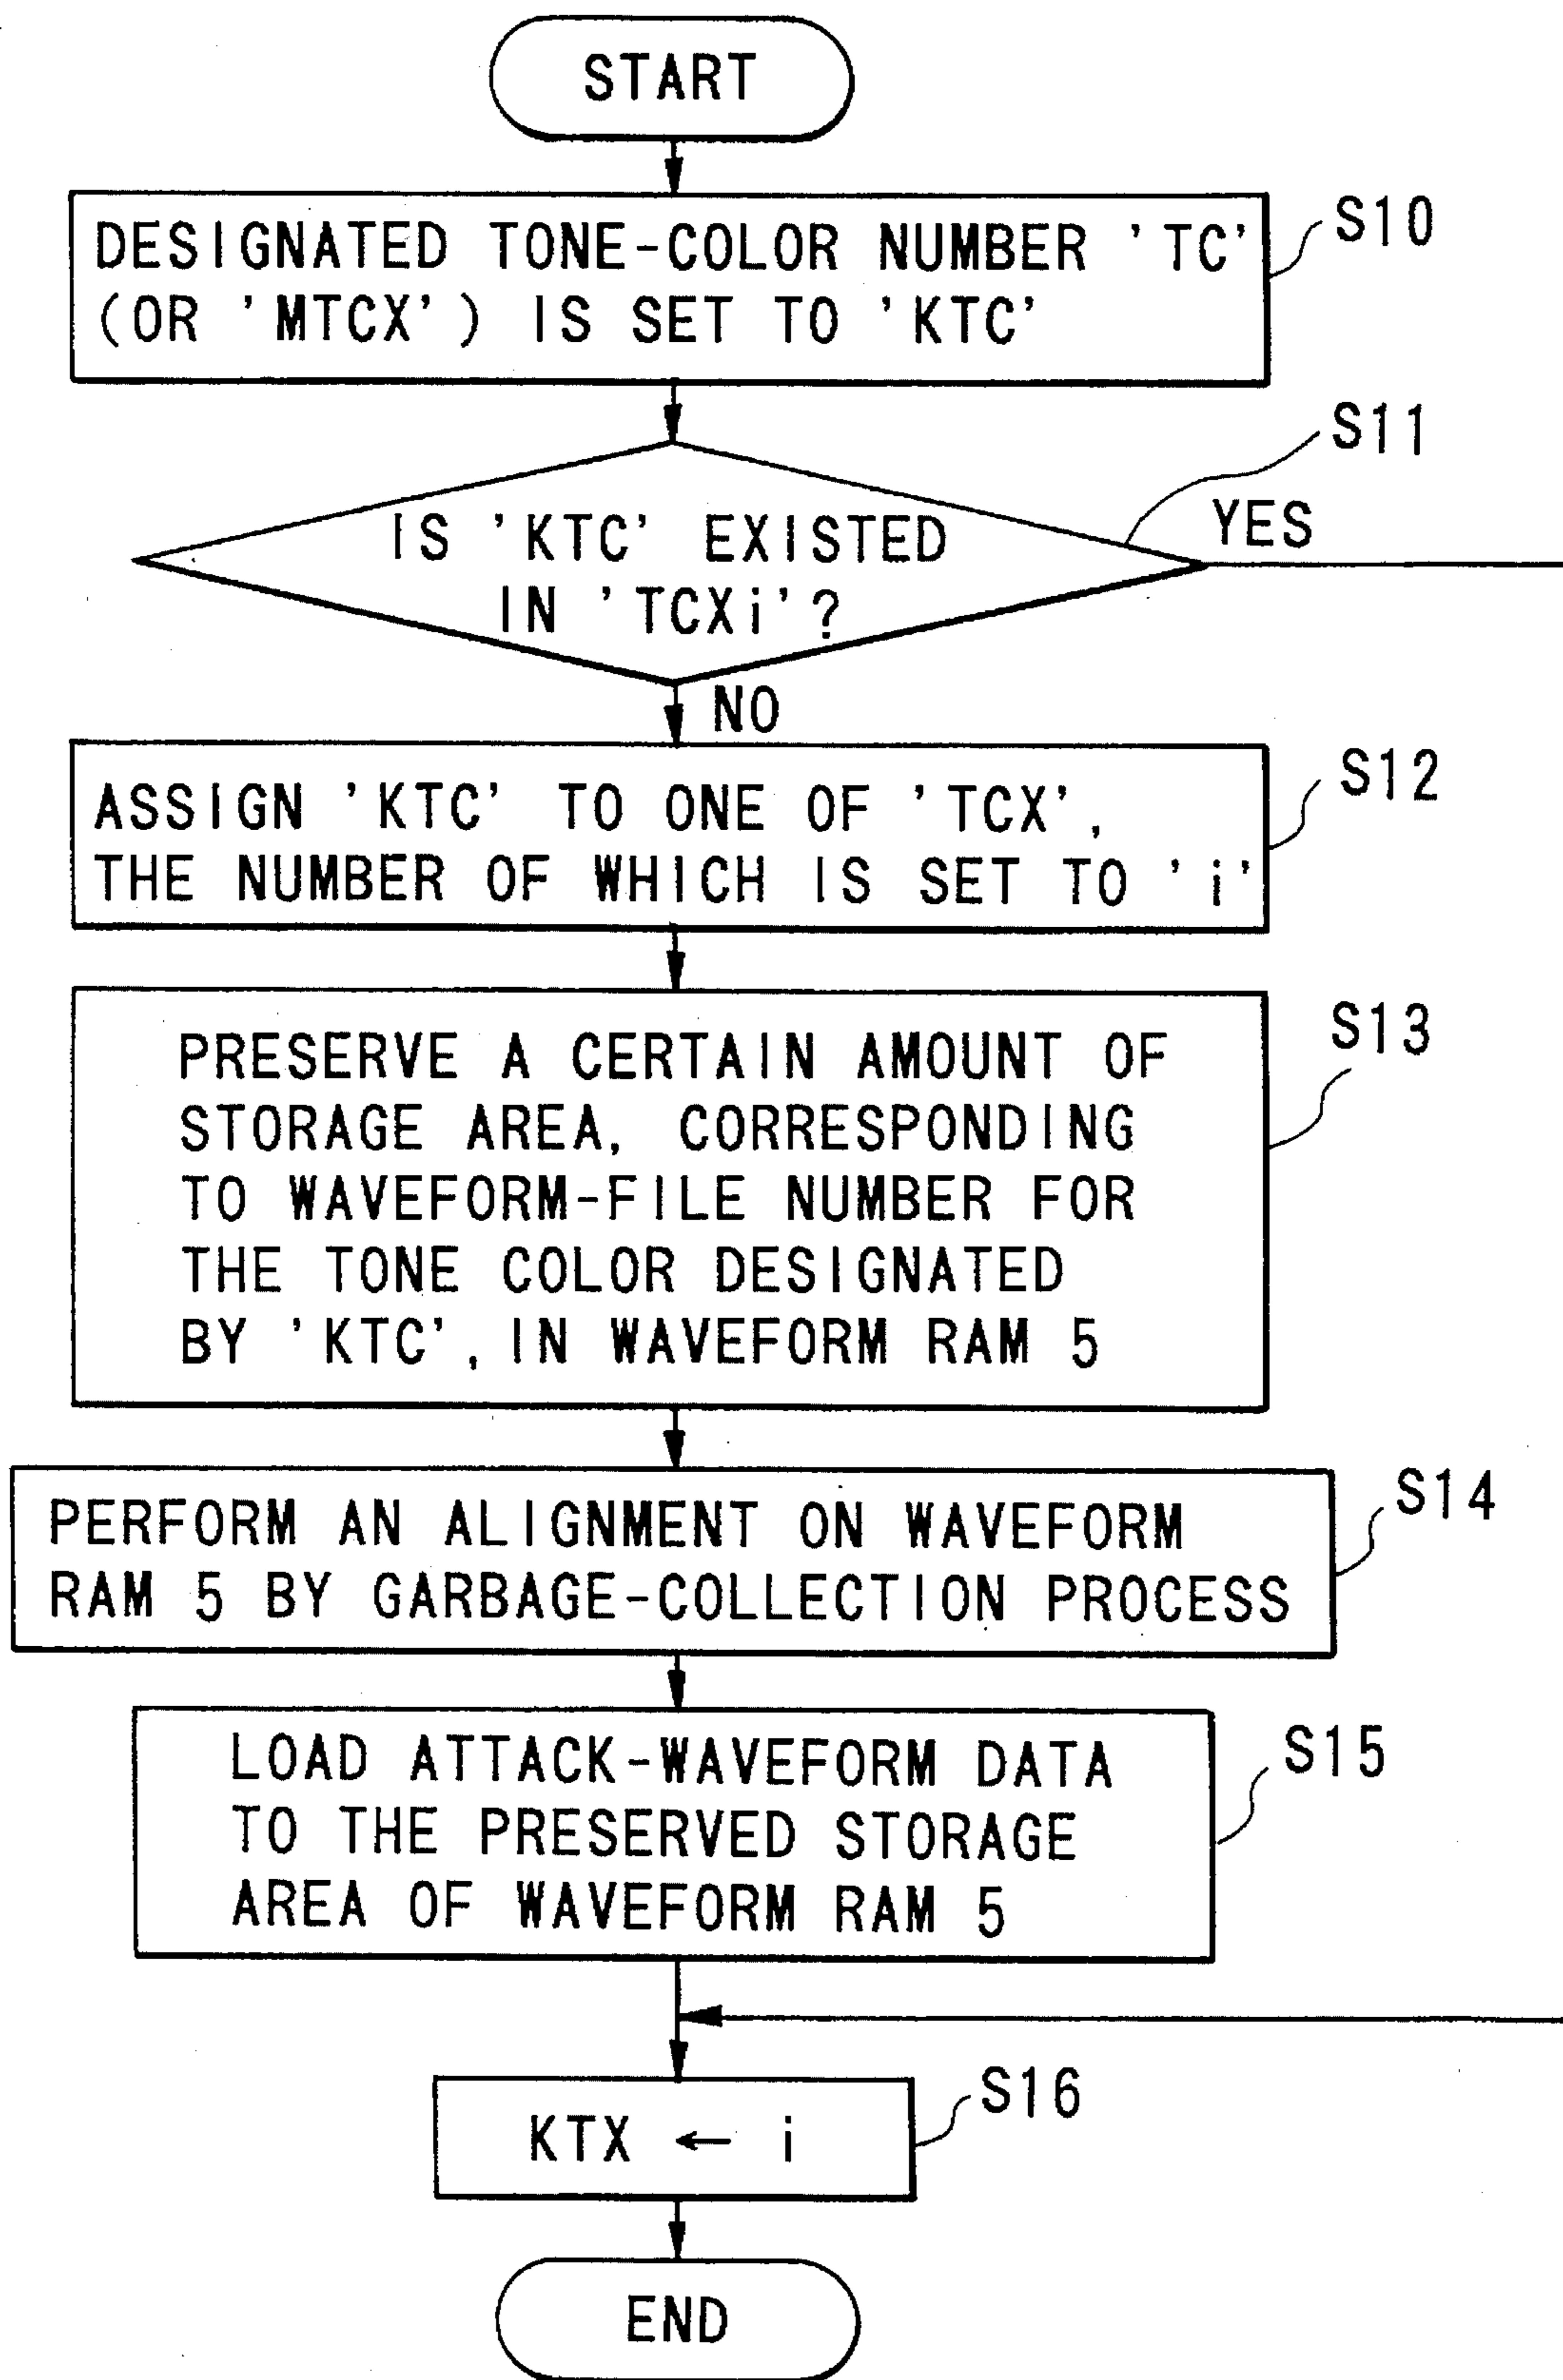 START
DESIGNATED TONE-COLOR NUMBER 'TC'
(OR 'MTCX') IS SET TO 'KTC'
S10
IS 'KTC' EXISTED
IN 'TCXi'?
S11
YES
NO
ASSIGN 'KTC' TO ONE OF 'TCX',
THE NUMBER OF WHICH IS SET TO 'i'
S12
PRESERVE A CERTAIN AMOUNT OF
STORAGE AREA, CORRESPONDING
TO WAVEFORM-FILE NUMBER FOR
THE TONE COLOR DESIGNATED
BY 'KTC', IN WAVEFORM RAM 5
S13
PERFORM AN ALIGNMENT ON WAVEFORM
RAM 5 BY GARBAGE-COLLECTION PROCESS
S14
LOAD ATTACK-WAVEFORM DATA
TO THE PRESERVED STORAGE
AREA OF WAVEFORM RAM 5
S15
KTX ← i
S16
END